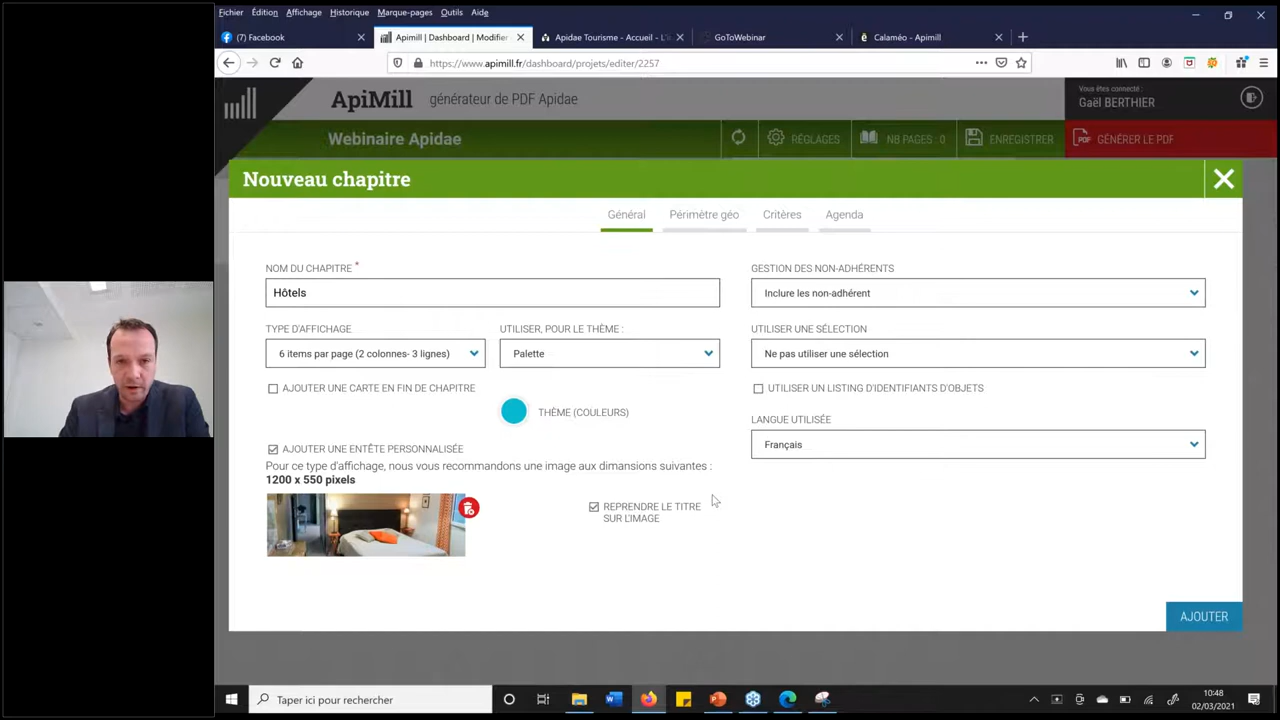 Fichier Édition Affichage Historique Marque-pages Outils Aide
(7) Facebook
Apimill | Dashboard | Modifier
Apidae Tourisme - Accueil - L'i
GoToWebinar
Calaméo - Apimill
https://www.apimill.fr/dashboard/projets/editer/2257
ApiMill générateur de PDF Apidae
Vous êtes connecté :
Gaël BERTHIER
Webinaire Apidae
RÉGLAGES
NB PAGES : 0
ENREGISTRER
PDF GÉNÉRER LE PDF
Nouveau chapitre
Général Périmètre géo Critères Agenda
NOM DU CHAPITRE *
Hôtels
GESTION DES NON-ADHÉRENTS
Inclure les non-adhérent
TYPE D'AFFICHAGE
6 items par page (2 colonnes- 3 lignes)
UTILISER, POUR LE THÈME :
Palette
UTILISER UNE SÉLECTION
Ne pas utiliser une sélection
AJOUTER UNE CARTE EN FIN DE CHAPITRE
THÈME (COULEURS)
UTILISER UN LISTING D'IDENTIFIANTS D'OBJETS
LANGUE UTILISÉE
Français
AJOUTER UNE ENTÊTE PERSONNALISÉE
Pour ce type d'affichage, nous vous recommandons une image aux dimansions suivantes :
1200 x 550 pixels
REPRENDRE LE TITRE
SUR L'IMAGE
AJOUTER
Taper ici pour rechercher
10:48
02/03/2021